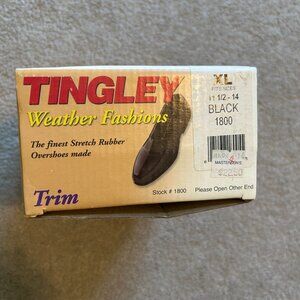 TINGLEY
Weather Fashions
The finest Stretch Rubber
Overshoes made
Trim
XL
FITS SIZES
11 1/2 - 14
BLACK
1800
Stock # 1800
Please Open Other End